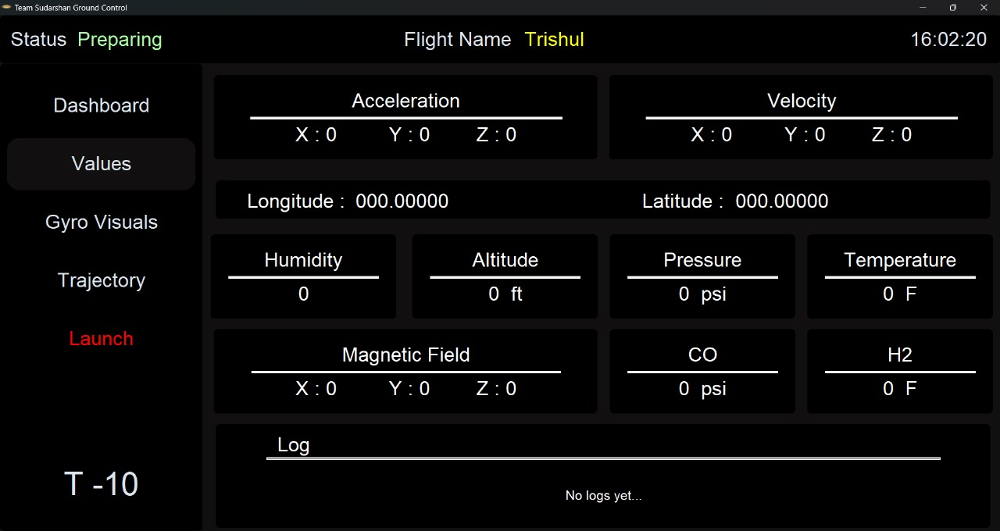 Team Sudarshan Ground Control
Status Preparing
Flight Name Trishul
16:02:20
Dashboard
Values
Gyro Visuals
Trajectory
Launch
T -10
Acceleration
X : 0 Y : 0 Z : 0
Velocity
X : 0 Y : 0 Z : 0
Longitude : 000.00000
Latitude : 000.00000
Humidity
0
Altitude
0 ft
Pressure
0 psi
Temperature
0 F
Magnetic Field
X : 0 Y : 0 Z : 0
CO
0 psi
H2
0 F
Log
No logs yet...